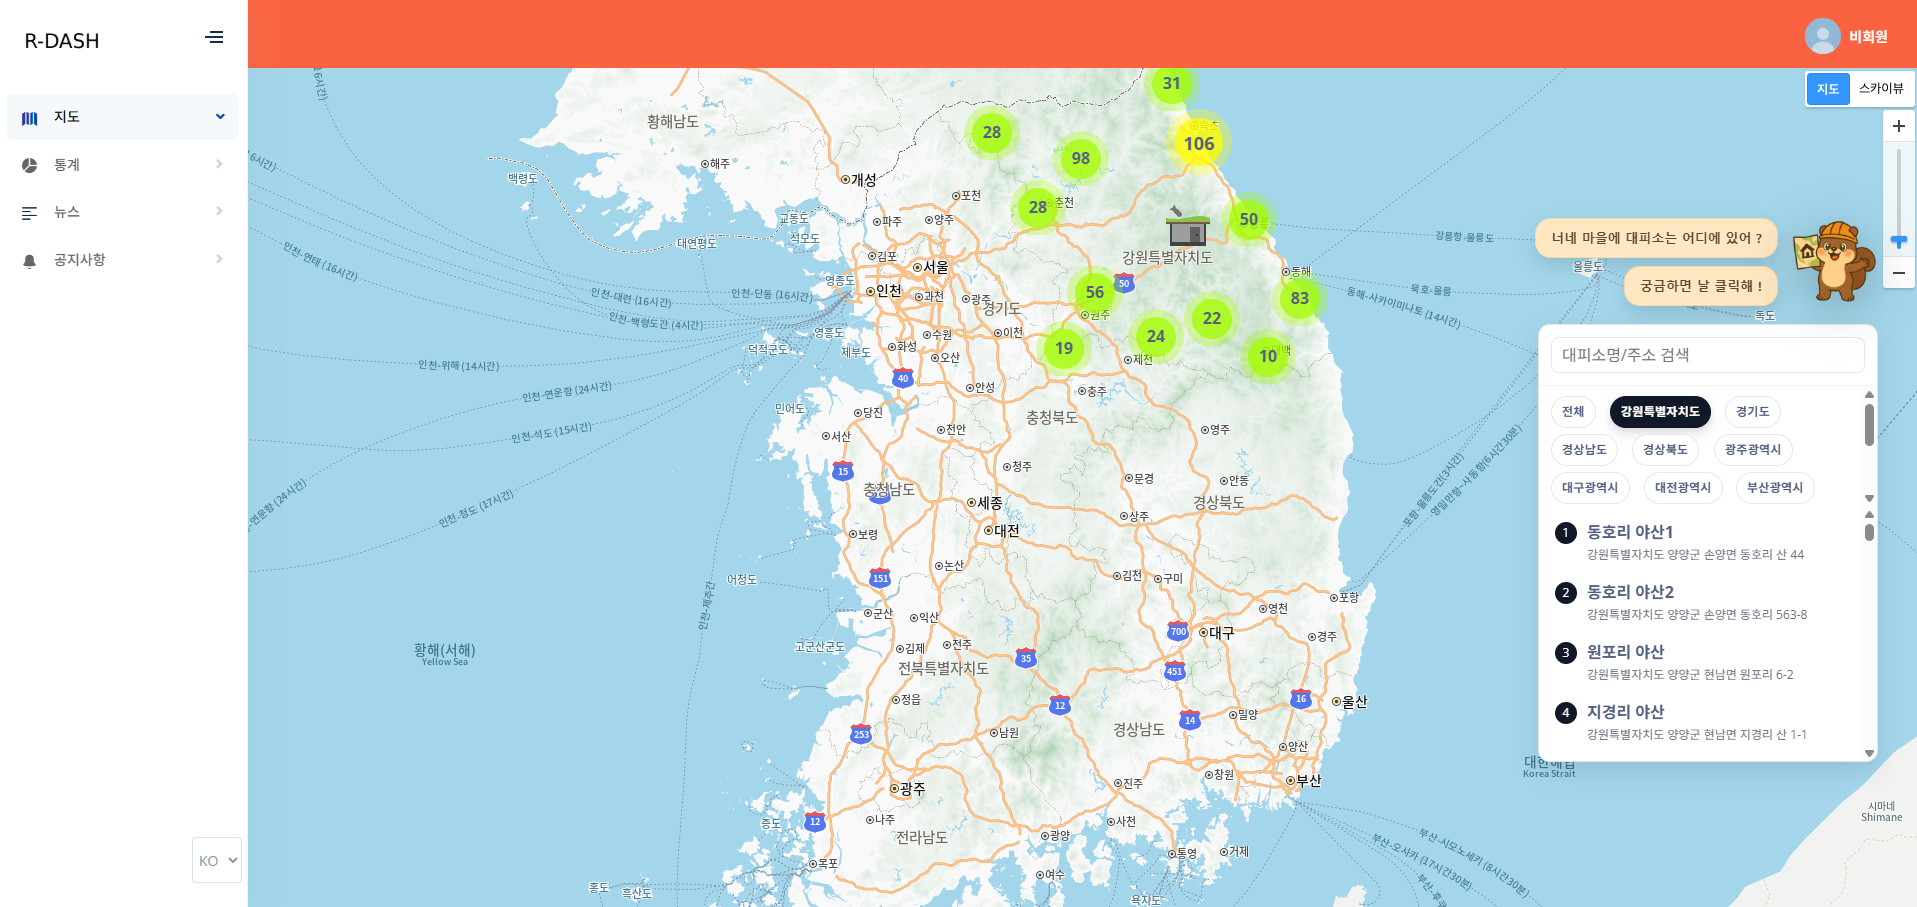 R-DASH
지도
통계
뉴스
공지사항
KO
비회원
지도
스카이뷰
너네 마을에 대피소는 어디에 있어 ?
궁금하면 날 클릭해 !
대피소명/주소 검색
전체
강원특별자치도
경기도
경상남도
경상북도
광주광역시
대구광역시
대전광역시
부산광역시
1 동호리 야산1
강원특별자치도 양양군 손양면 동호리 산 44
2 동호리 야산2
강원특별자치도 양양군 손양면 동호리 563-8
3 원포리 야산
강원특별자치도 양양군 현남면 원포리 6-2
4 지경리 야산
강원특별자치도 양양군 현남면 지경리 산 1-1
31
28
106
98
28
50
56
83
22
24
19
10
황해남도
해주
백령도
개성
포천
춘천
파주
양주
교동도
석모도
대연평도
김포
서울
강원특별자치도
동해
영종도
인천
과천
광주
경기도
50
원주
인천-연태 (16시간)
인천-대련 (16시간)
인천-단동 (16시간)
인천-백령도간 (4시간)
강릉항-울릉도
울릉도
묵호-울릉
동해-사카이미나토 (14시간)
독도
영흥도
수원
이천
덕적군도
제부도
화성
오산
제천
인천-위해 (14시간)
40
인천-연운항 (24시간)
안성
충주
민어도
당진
충청북도
인천-석도 (15시간)
서산
천안
영주
15
청주
문경
안동
충청남도
세종
경상북도
인천-청도 (17시간)
상주
보령
대전
포항-울릉도간(3시간)
영일만항-사동항(6시간30분)
논산
김천
구미
어청도
151
인천-제주간
포항
군산
익산
영천
700
대구
경주
고군산군도
김제
전주
35
전북특별자치도
451
황해(서해)
Yellow Sea
정읍
12
16
울산
14
밀양
253
남원
경상남도
양산
Korea Strait
창원
부산
광주
진주
시마네
Shimane
12
증도
나주
사천
전라남도
광양
부산-오사카 (17시간30분)
부산-시모노세키 (8시간30분)
통영
거제
목포
여수
홍도
흑산도
욕지도